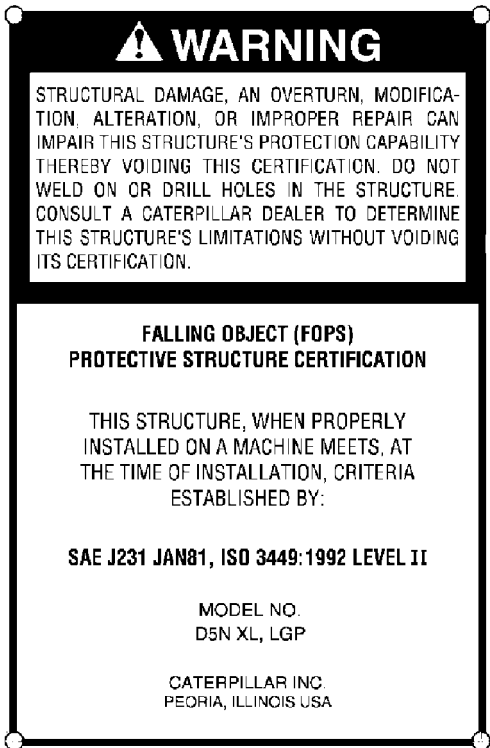 WARNING
STRUCTURAL DAMAGE, AN OVERTURN, MODIFICA-
TION, ALTERATION, OR IMPROPER REPAIR CAN
IMPAIR THIS STRUCTURE'S PROTECTION CAPABILITY
THEREBY VOIDING THIS CERTIFICATION. DO NOT
WELD ON OR DRILL HOLES IN THE STRUCTURE.
CONSULT A CATERPILLAR DEALER TO DETERMINE
THIS STRUCTURE'S LIMITATIONS WITHOUT VOIDING
ITS CERTIFICATION.
FALLING OBJECT (FOPS)
PROTECTIVE STRUCTURE CERTIFICATION
THIS STRUCTURE, WHEN PROPERLY
INSTALLED ON A MACHINE MEETS, AT
THE TIME OF INSTALLATION, CRITERIA
ESTABLISHED BY:
SAE J231 JAN81, ISO 3449:1992 LEVEL II
MODEL NO.
D5N XL, LGP
CATERPILLAR INC.
PEORIA, ILLINOIS USA